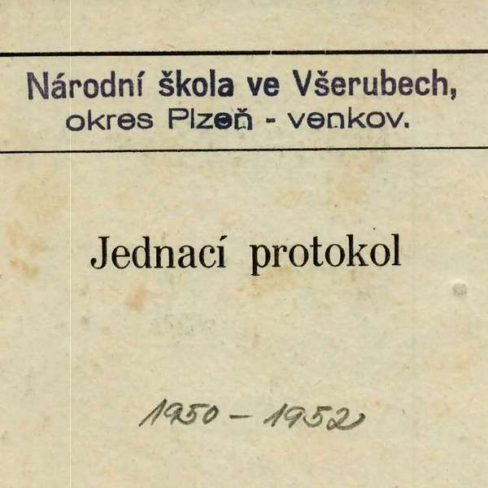 Národní škola ve Všerubech,
okres Plzeň - venkov.
Jednací protokol
1950 - 1952